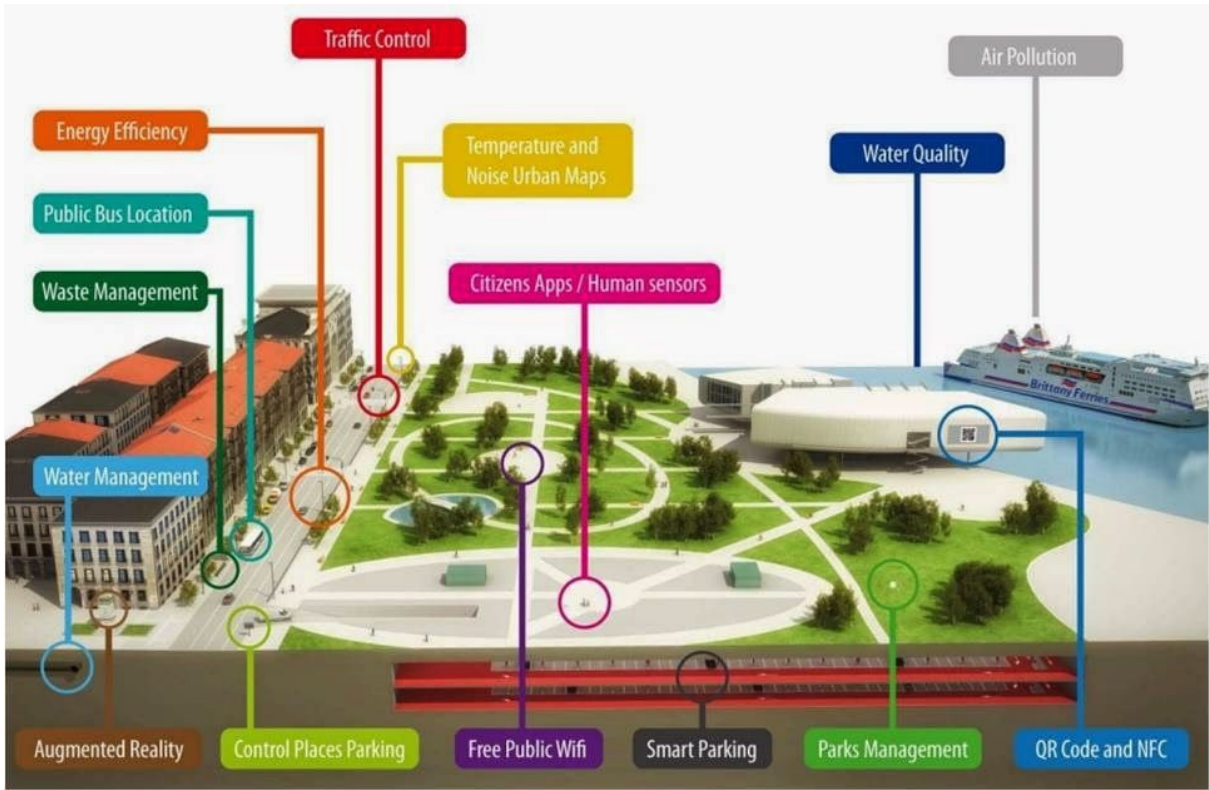 Traffic Control
Air Pollution
Energy Efficiency
Temperature and
Noise Urban Maps
Water Quality
Public Bus Location
Waste Management
Citizens Apps / Human sensors
Brittany Ferries
Water Management
Augmented Reality
Control Places Parking
Free Public Wifi
Smart Parking
Parks Management
QR Code and NFC